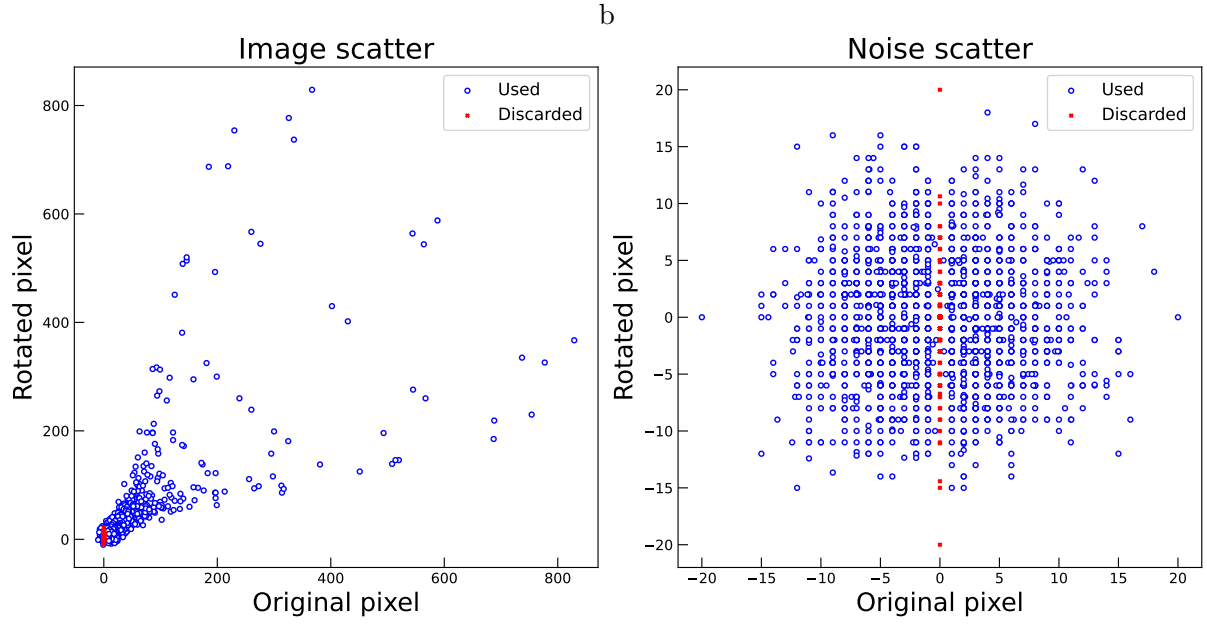 b
Image scatter
Used
Discarded
Rotated pixel
800
600
400
200
0
0 200 400 600 800
Original pixel
Noise scatter
Used
Discarded
Rotated pixel
20
15
10
5
0
−5
−10
−15
−20
−20 −15 −10 −5 0 5 10 15 20
Original pixel